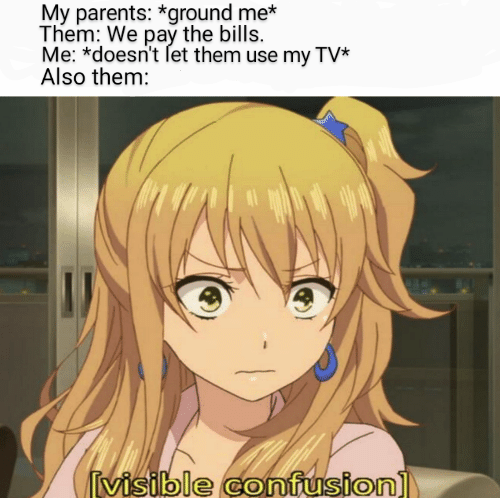 My parents: *ground me*
Them: We pay the bills.
Me: *doesn't let them use my TV*
Also them:
[visible confusion]